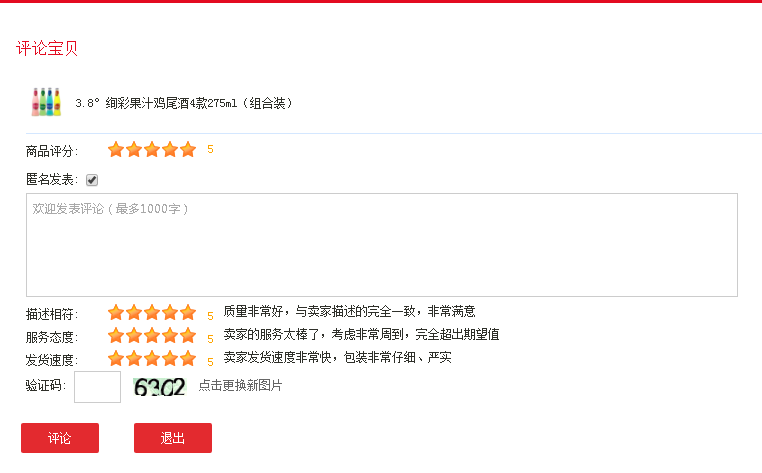 评论宝贝
3.8°绚彩果汁鸡尾酒4款275ml（组合装）
商品评分： 5
匿名发表：
欢迎发表评论（最多1000字）
描述相符： 5 质量非常好，与卖家描述的完全一致，非常满意
服务态度： 5 卖家的服务太棒了，考虑非常周到，完全超出期望值
发货速度： 5 卖家发货速度非常快，包装非常仔细、严实
验证码： 6302 点击更换新图片
评论 退出